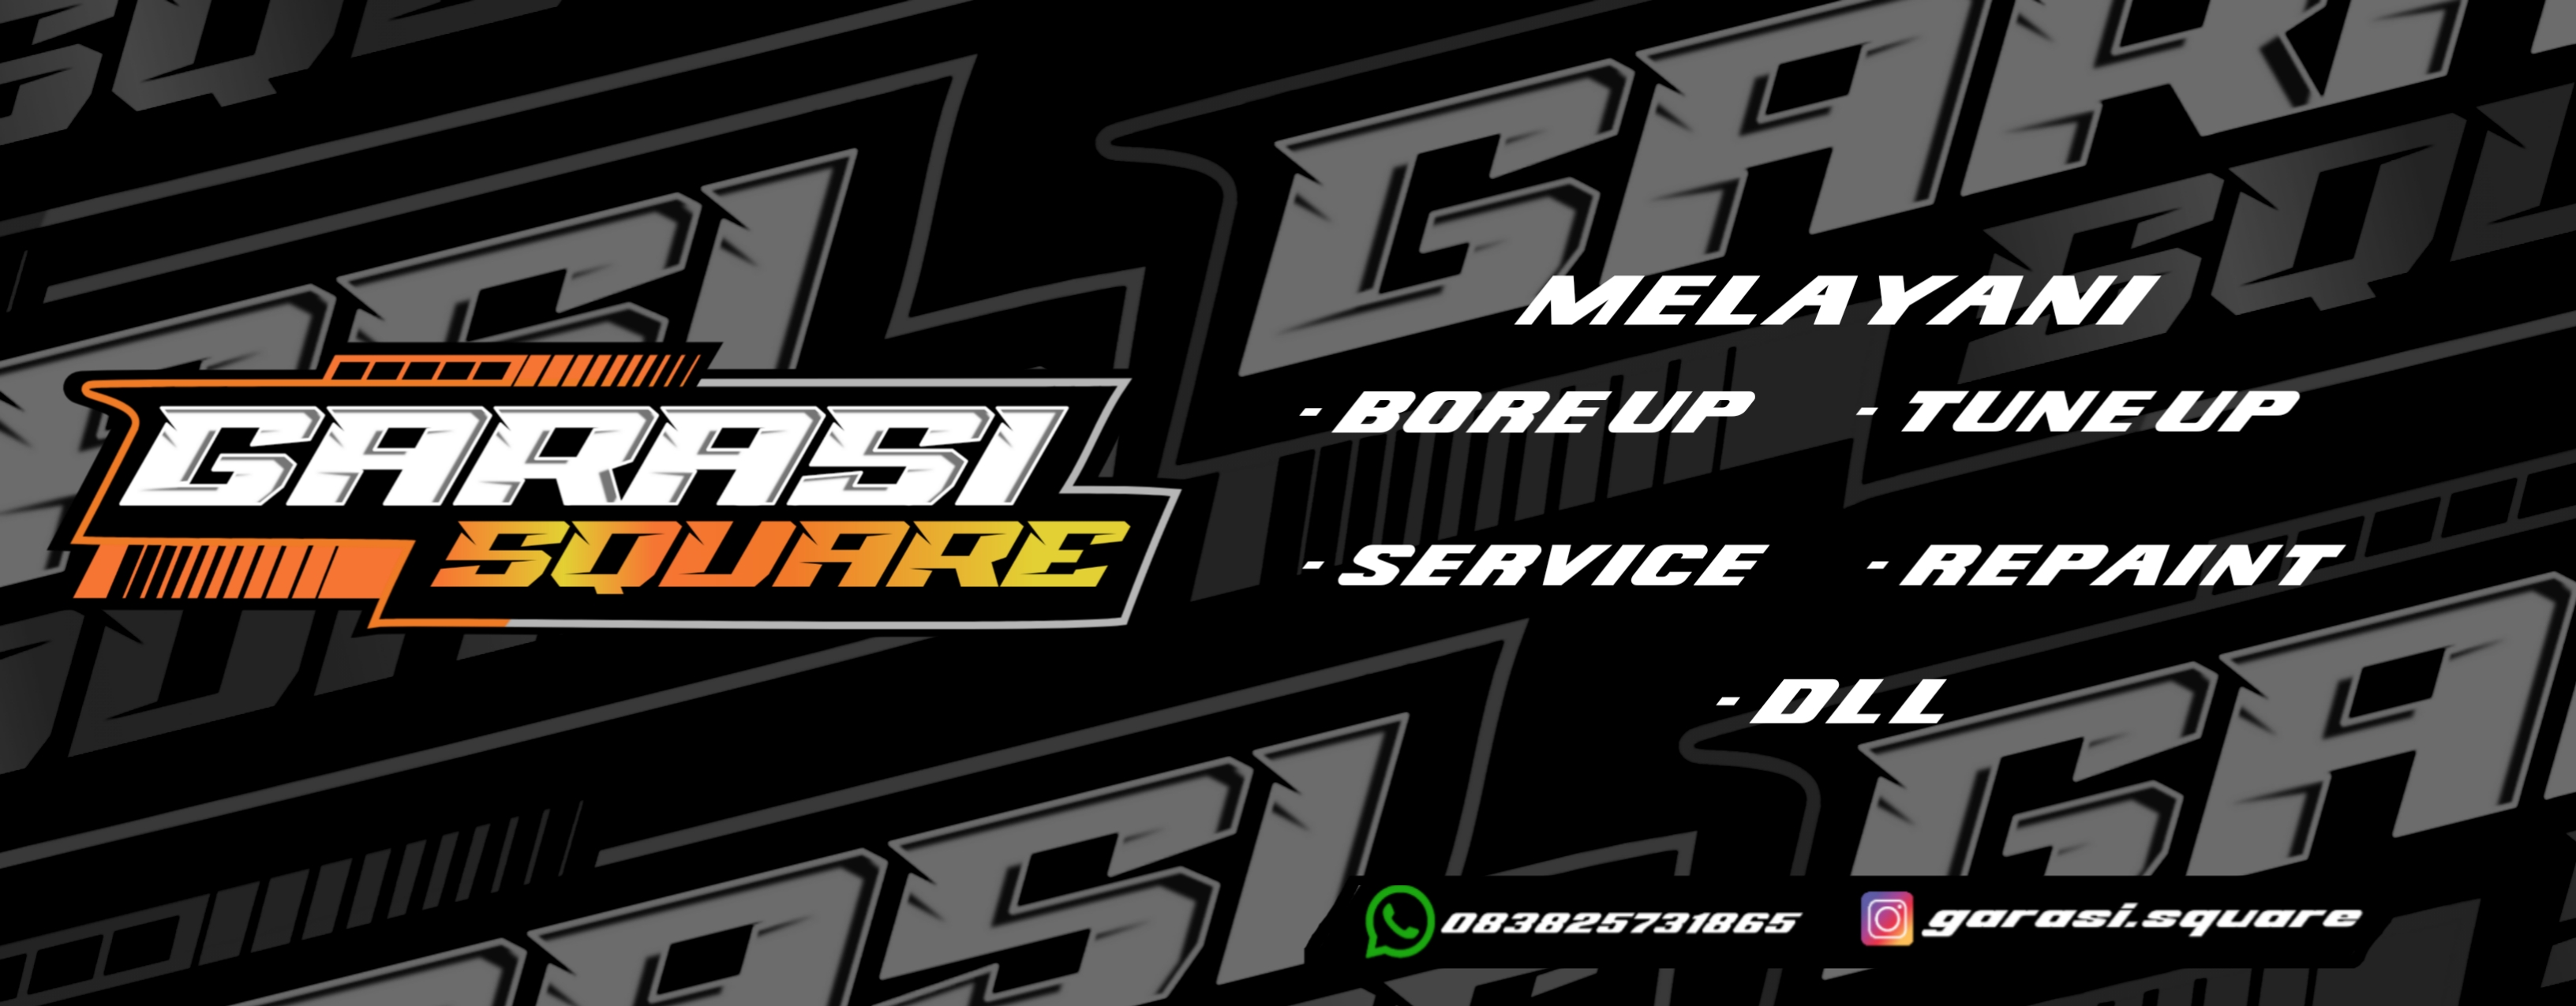 GARASI
SQUARE
MELAYANI
- BORE UP - TUNE UP
- SERVICE - REPAINT
- DLL
083825731865 garasi.square